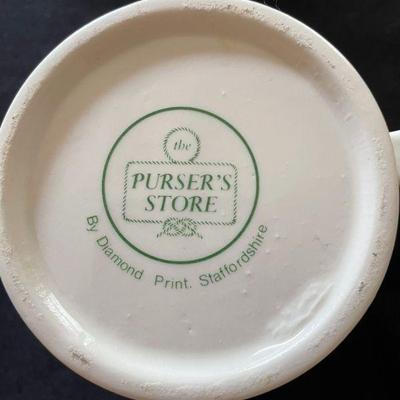 the
PURSER'S
STORE
By Diamond Print. Staffordshire